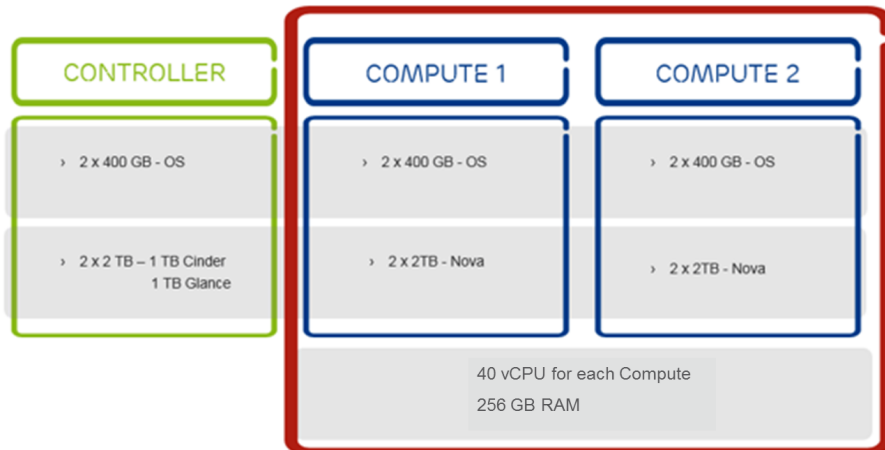 CONTROLLER
COMPUTE 1
COMPUTE 2
› 2 x 400 GB - OS
› 2 x 400 GB - OS
› 2 x 400 GB - OS
› 2 x 2 TB – 1 TB Cinder
1 TB Glance
› 2 x 2TB - Nova
› 2 x 2TB - Nova
40 vCPU for each Compute
256 GB RAM